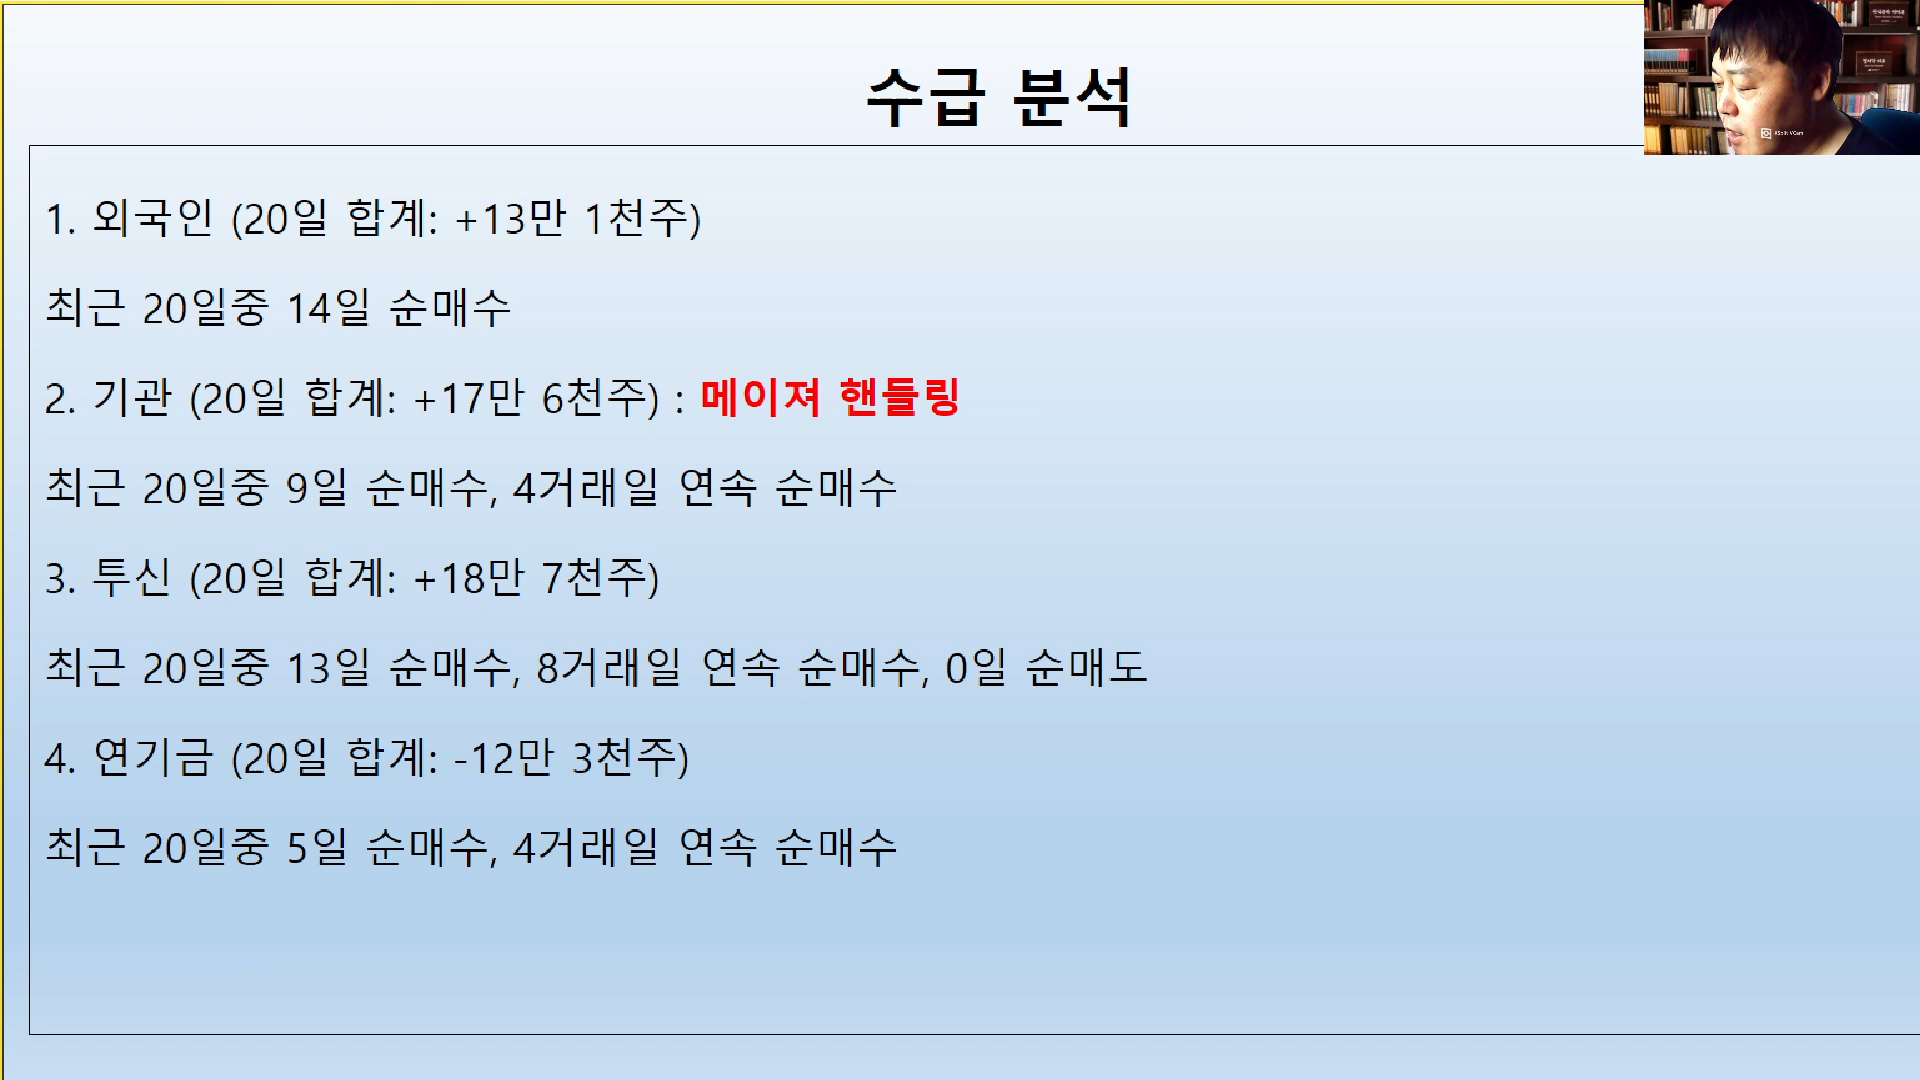 수급 분석
1. 외국인 (20일 합계: +13만 1천주)
최근 20일중 14일 순매수
2. 기관 (20일 합계: +17만 6천주) : 메이져 핸들링
최근 20일중 9일 순매수, 4거래일 연속 순매수
3. 투신 (20일 합계: +18만 7천주)
최근 20일중 13일 순매수, 8거래일 연속 순매수, 0일 순매도
4. 연기금 (20일 합계: -12만 3천주)
최근 20일중 5일 순매수, 4거래일 연속 순매수
XSplit VCam